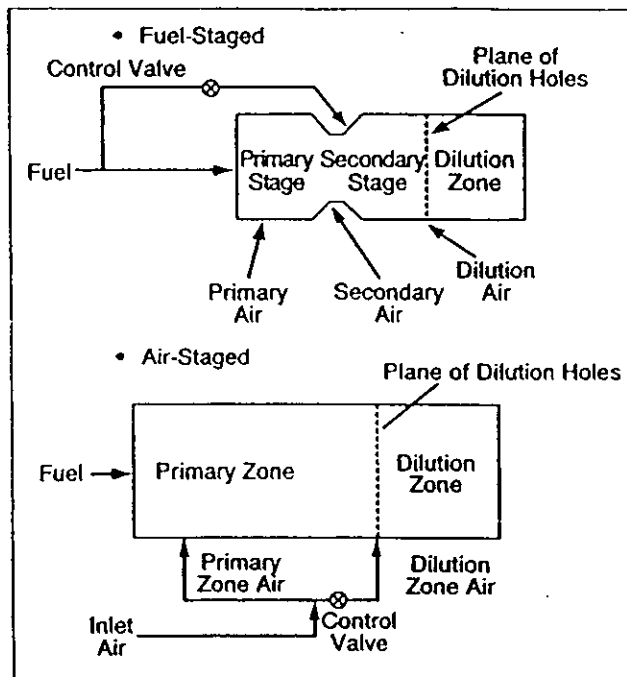 • Fuel-Staged
Control Valve
Plane of
Dilution Holes
Fuel
Primary
Stage
Secondary
Stage
Dilution
Zone
Primary
Air
Secondary
Air
Dilution
Air
• Air-Staged
Plane of Dilution Holes
Fuel
Primary Zone
Dilution
Zone
Primary
Zone Air
Dilution
Zone Air
Inlet
Air
Control
Valve